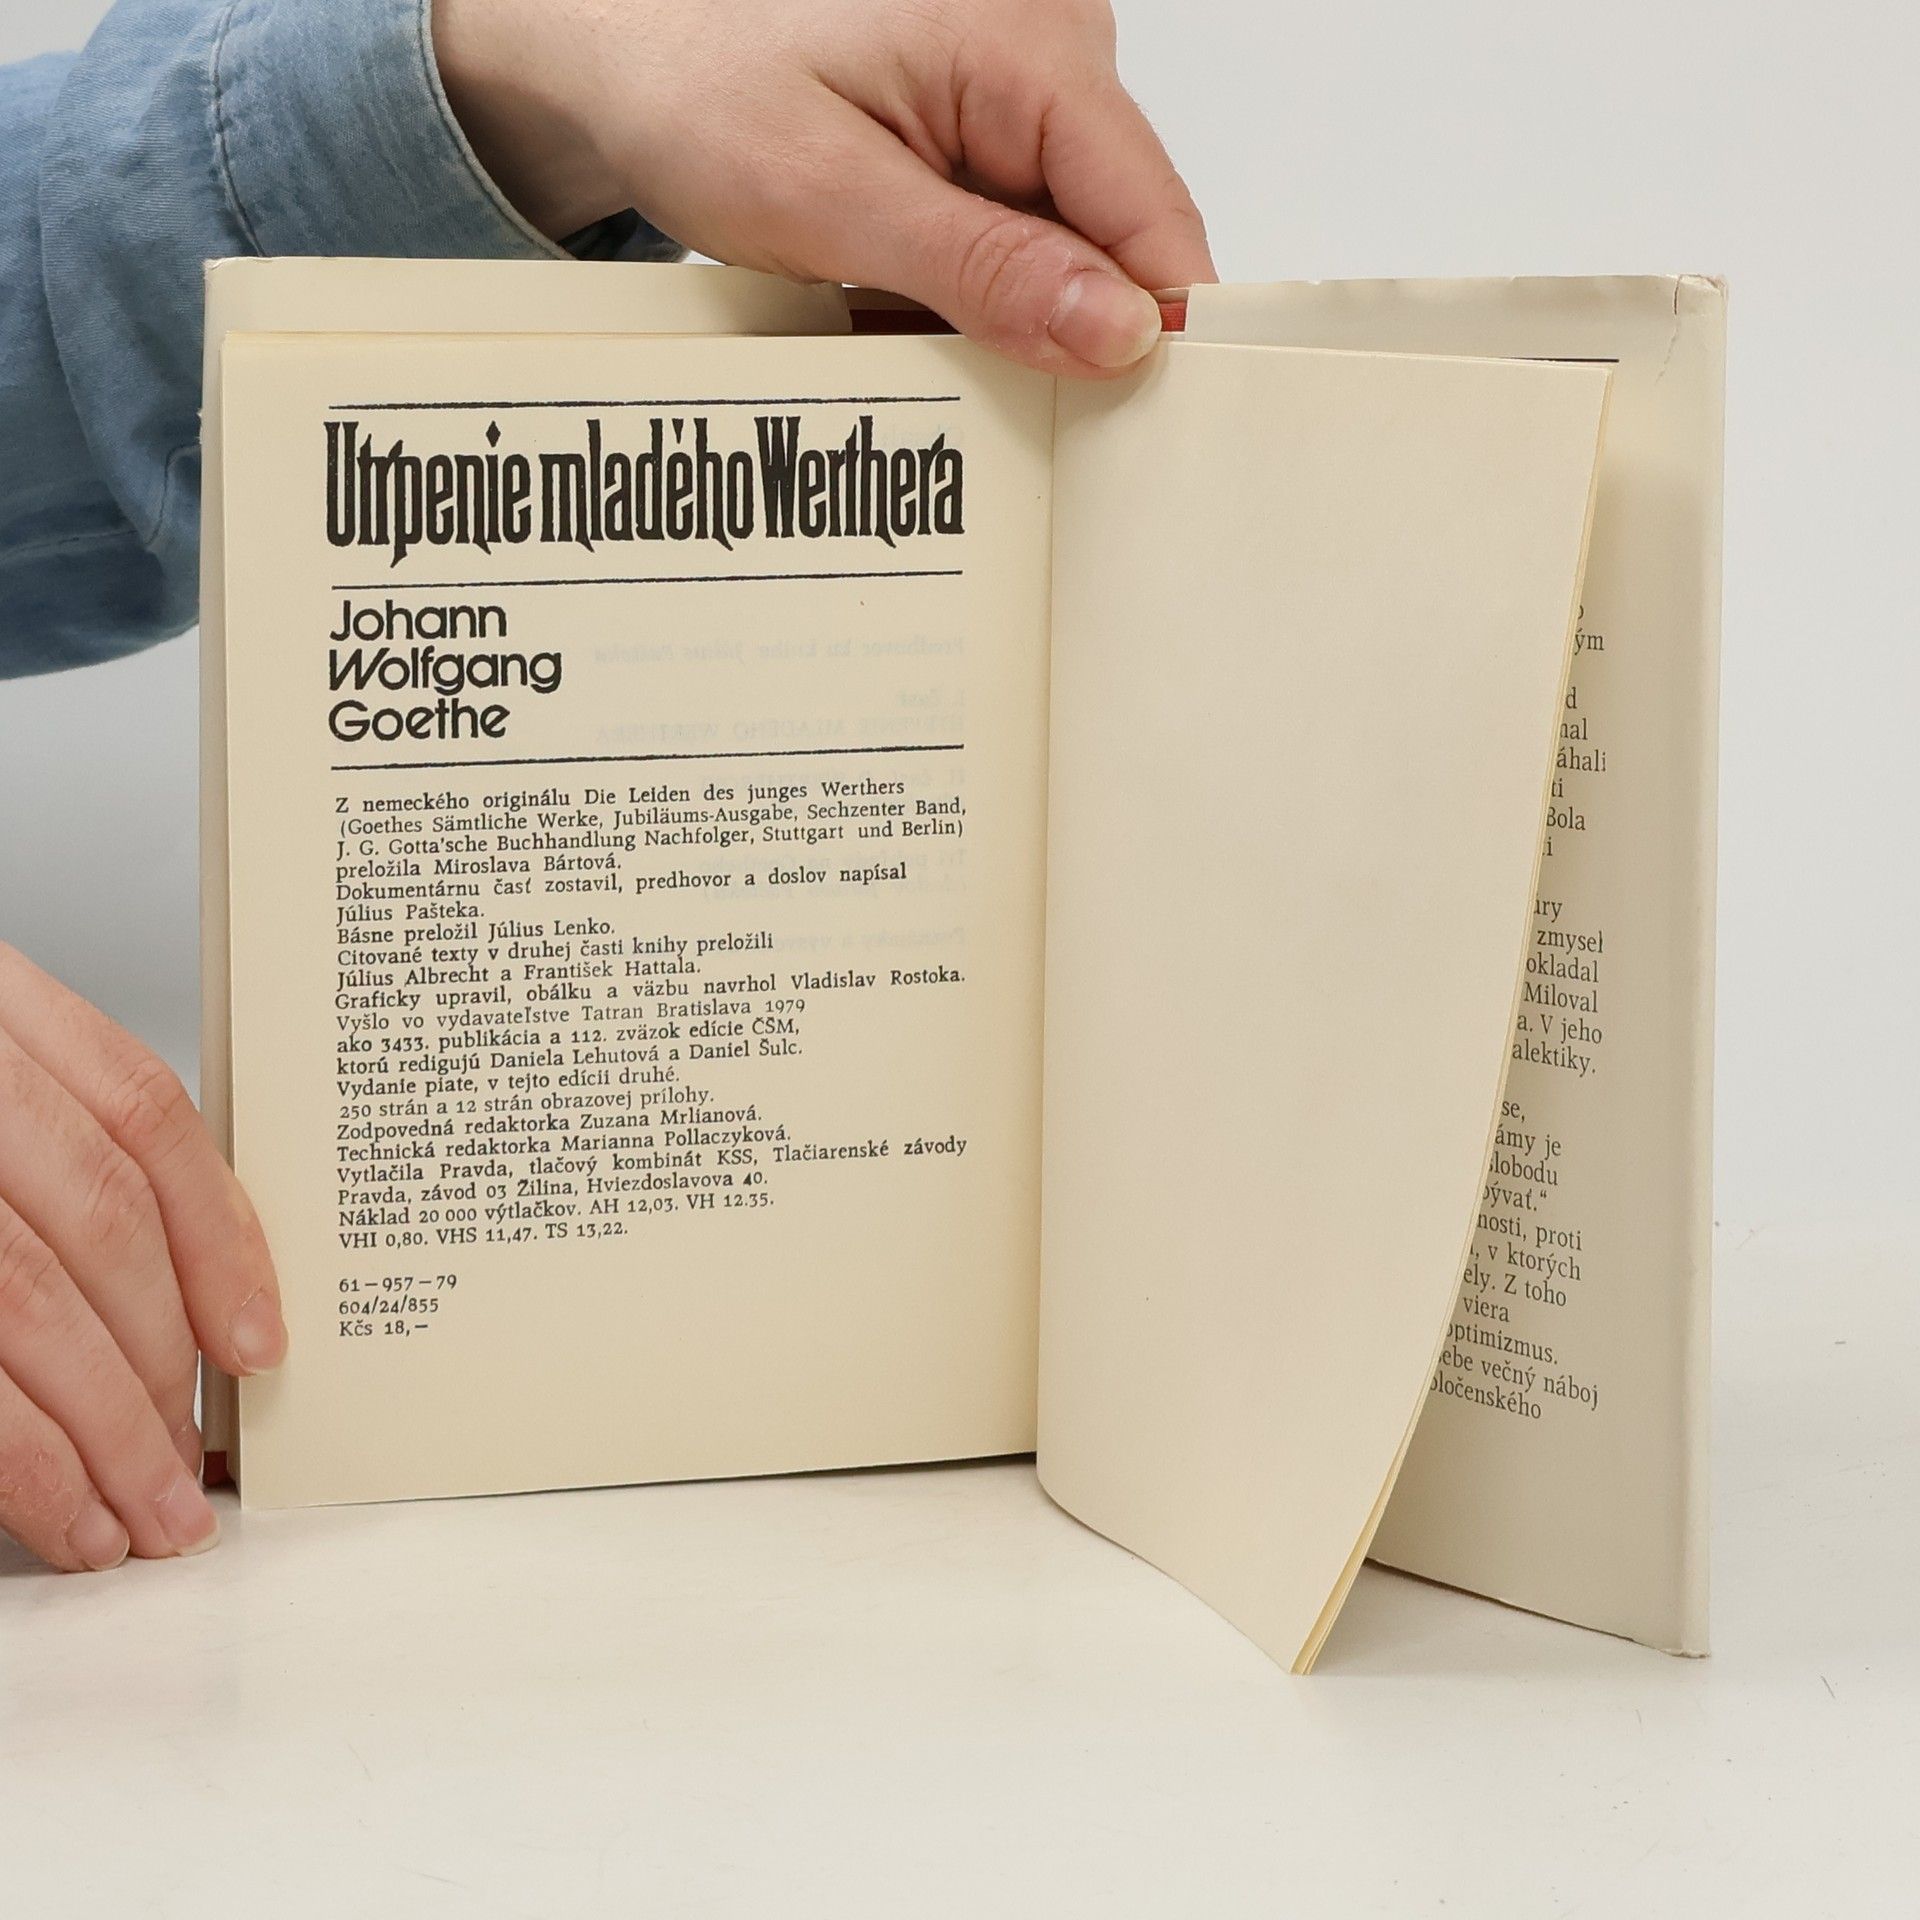 Utrpenie mladého Werthera
Johann
Wolfgang
Goethe
Z nemeckého originálu Die Leiden des junges Werthers
(Goethes Sämtliche Werke, Jubiläums-Ausgabe, Sechzenter Band,
J. G. Gotta'sche Buchhandlung Nachfolger, Stuttgart und Berlin)
preložila Miroslava Bártová.
Dokumentárnu časť zostavil, predhovor a doslov napísal
Július Pašteka.
Básne preložil Július Lenko.
Citované texty v druhej časti knihy preložili
Július Albrecht a František Hattala.
Graficky upravil, obálku a väzbu navrhol Vladislav Rostoka.
Vyšlo vo vydavateľstve Tatran Bratislava 1979
ako 3433. publikácia a 112. zväzok edície ČSM,
ktorú redigujú Daniela Lehutová a Daniel Šulc.
Vydanie piate, v tejto edícii druhé.
250 strán a 12 strán obrazovej prílohy.
Zodpovedná redaktorka Zuzana Mrlianová.
Technická redaktorka Marianna Pollaczyková.
Vytlačila Pravda, tlačový kombinát KSS, Tlačiarenské závody
Pravda, závod 03 Žilina, Hviezdoslavova 40.
Náklad 20 000 výtlačkov. AH 12,03. VH 12.35.
VHI 0,80. VHS 11,47. TS 13,22.
61–957–79
604/24/855
Kčs 18,–
ým
d
áhali
ti
Bola
zmysel
okladal
Miloval
a. V jeho
alektiky.
se,
ámy je
slobodu
bývať.“
nosti, proti
v ktorých
ely. Z toho
viera
optimizmus.
sebe večný náboj
oločenského